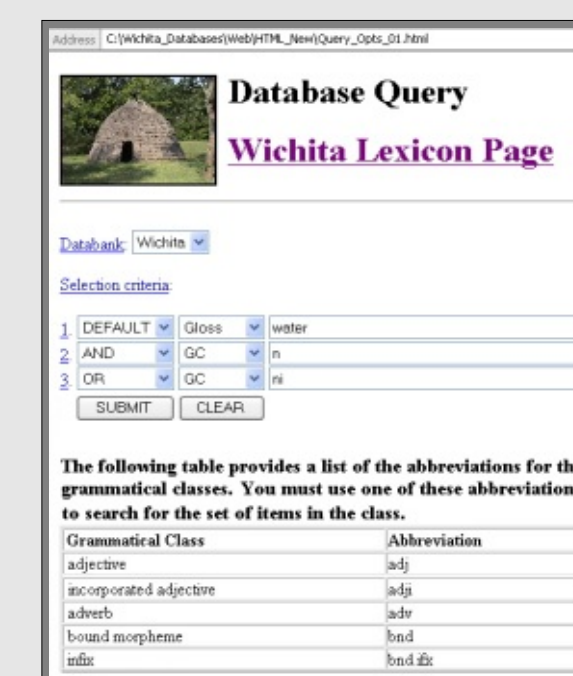 Address C:\Wichita_Databases\Web\HTML_New\Query_Opts_01.html
Database Query
Wichita Lexicon Page
Databank: Wichita
Selection criteria:
1. DEFAULT Gloss water
2. AND GC n
3. OR GC ni
SUBMIT CLEAR
The following table provides a list of the abbreviations for th
grammatical classes. You must use one of these abbreviation
to search for the set of items in the class.
Grammatical Class Abbreviation
adjective adj
incorporated adjective adji
adverb adv
bound morpheme bnd
infix bnd.ifx